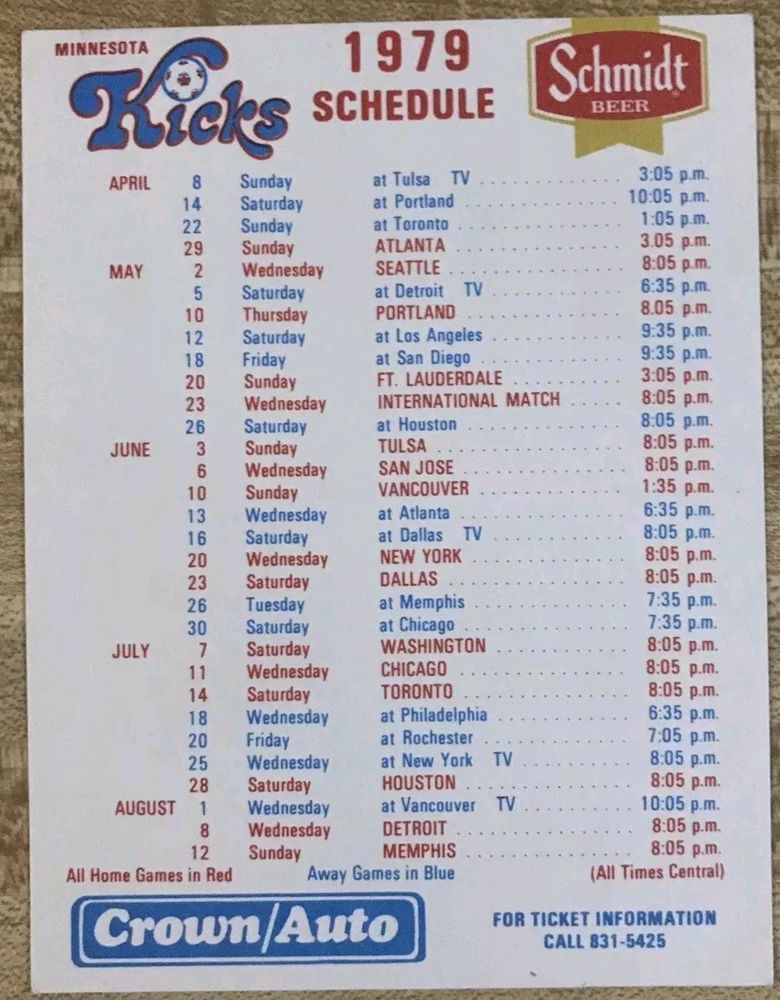 MINNESOTA
Kicks
1979
SCHEDULE
Schmidt
BEER
APRIL 8 Sunday at Tulsa TV . . . . . . . . . . . . . . 3:05 p.m.
14 Saturday at Portland . . . . . . . . . . . . . . 10:05 p.m.
22 Sunday at Toronto . . . . . . . . . . . . . . 1:05 p.m.
29 Sunday ATLANTA . . . . . . . . . . . . . . 3.05 p.m.
MAY 2 Wednesday SEATTLE . . . . . . . . . . . . . . 8:05 p.m.
5 Saturday at Detroit TV . . . . . . . . . . . . 6:35 p.m.
10 Thursday PORTLAND . . . . . . . . . . . . . . 8.05 p.m.
12 Saturday at Los Angeles . . . . . . . . . . . . 9:35 p.m.
18 Friday at San Diego . . . . . . . . . . . . 9:35 p.m.
20 Sunday FT. LAUDERDALE . . . . . . . . . . 3:05 p.m.
23 Wednesday INTERNATIONAL MATCH . . . . . 8:05 p.m.
26 Saturday at Houston . . . . . . . . . . . . . . 8:05 p.m.
JUNE 3 Sunday TULSA . . . . . . . . . . . . . . . . 8:05 p.m.
6 Wednesday SAN JOSE . . . . . . . . . . . . . . 8:05 p.m.
10 Sunday VANCOUVER . . . . . . . . . . . . 1:35 p.m.
13 Wednesday at Atlanta . . . . . . . . . . . . . . 6:35 p.m.
16 Saturday at Dallas TV . . . . . . . . . . . . 8:05 p.m.
20 Wednesday NEW YORK . . . . . . . . . . . . . 8:05 p.m.
23 Saturday DALLAS . . . . . . . . . . . . . . . 8:05 p.m.
26 Tuesday at Memphis . . . . . . . . . . . . . 7:35 p.m.
30 Saturday at Chicago . . . . . . . . . . . . . . 7:35 p.m.
JULY 7 Saturday WASHINGTON . . . . . . . . . . . 8:05 p.m.
11 Wednesday CHICAGO . . . . . . . . . . . . . . 8:05 p.m.
14 Saturday TORONTO . . . . . . . . . . . . . . 8:05 p.m.
18 Wednesday at Philadelphia . . . . . . . . . . . 6:35 p.m.
20 Friday at Rochester . . . . . . . . . . . . 7:05 p.m.
25 Wednesday at New York TV . . . . . . . . . . 8:05 p.m.
28 Saturday HOUSTON . . . . . . . . . . . . . . 8:05 p.m.
AUGUST 1 Wednesday at Vancouver TV . . . . . . . . . 10:05 p.m.
8 Wednesday DETROIT . . . . . . . . . . . . . . 8:05 p.m.
12 Sunday MEMPHIS . . . . . . . . . . . . . . 8:05 p.m.
All Home Games in Red Away Games in Blue (All Times Central)
Crown/Auto
FOR TICKET INFORMATION
CALL 831-5425